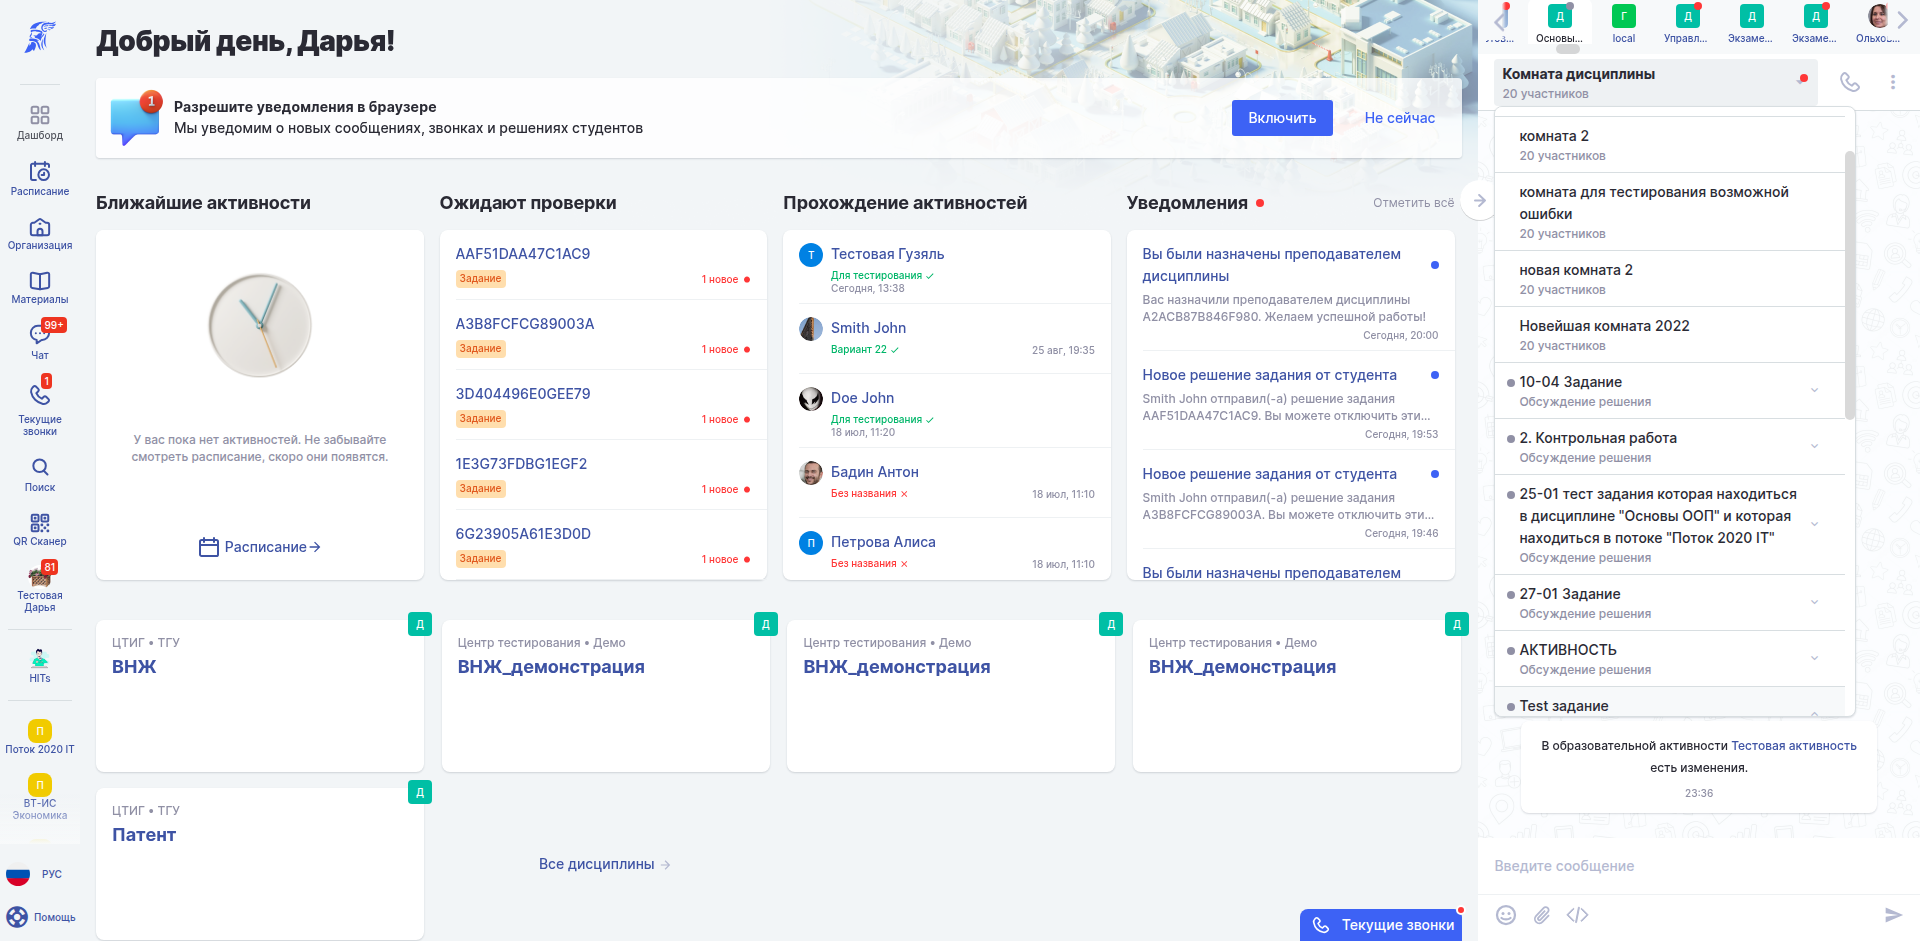 Дашборд
Расписание
Организация
Материалы
99+
Чат
1
Текущие
звонки
Поиск
QR Сканер
81
Тестовая
Дарья
HITs
П
Поток 2020 IT
П
ВТ-ИС
Экономика
РУС
Помощь
Добрый день, Дарья!
1
Разрешите уведомления в браузере
Мы уведомим о новых сообщениях, звонках и решениях студентов
Включить
Не сейчас
Ближайшие активности
У вас пока нет активностей. Не забывайте
смотреть расписание, скоро они появятся.
Расписание
Ожидают проверки
AAF51DAA47C1AC9
Задание
1 новое
A3B8FCFCG89003A
Задание
1 новое
3D404496E0GEE79
Задание
1 новое
1E3G73FDBG1EGF2
Задание
1 новое
6G23905A61E3D0D
Задание
1 новое
Прохождение активностей
Т
Тестовая Гузяль
Для тестирования
Сегодня, 13:38
Smith John
Вариант 22
25 авг, 19:35
Doe John
Для тестирования
18 июл, 11:20
Бадин Антон
Без названия
18 июл, 11:10
П
Петрова Алиса
Без названия
18 июл, 11:10
Уведомления
Отметить всё
Вы были назначены преподавателем
дисциплины
Вас назначили преподавателем дисциплины
A2ACB87B846F980. Желаем успешной работы!
Сегодня, 20:00
Новое решение задания от студента
Smith John отправил(-а) решение задания
AAF51DAA47C1AC9. Вы можете отключить эти...
Сегодня, 19:53
Новое решение задания от студента
Smith John отправил(-а) решение задания
A3B8FCFCG89003A. Вы можете отключить эти...
Сегодня, 19:46
Вы были назначены преподавателем
Д
ЦТИГ • ТГУ
ВНЖ
Д
Центр тестирования • Демо
ВНЖ_демонстрация
Д
Центр тестирования • Демо
ВНЖ_демонстрация
Д
Центр тестирования • Демо
ВНЖ_демонстрация
Д
ЦТИГ • ТГУ
Патент
Все дисциплины
Текущие звонки
Д
Основы...
Г
local
Д
Управл...
Д
Экзаме...
Д
Экзаме...
Ольхо...
Комната дисциплины
20 участников
комната 2
20 участников
комната для тестирования возможной
ошибки
20 участников
новая комната 2
20 участников
Новейшая комната 2022
20 участников
10-04 Задание
Обсуждение решения
2. Контрольная работа
Обсуждение решения
25-01 тест задания которая находиться
в дисциплине "Основы ООП" и которая
находиться в потоке "Поток 2020 IT"
Обсуждение решения
27-01 Задание
Обсуждение решения
АКТИВНОСТЬ
Обсуждение решения
Test задание
В образовательной активности Тестовая активность
есть изменения.
23:36
Введите сообщение